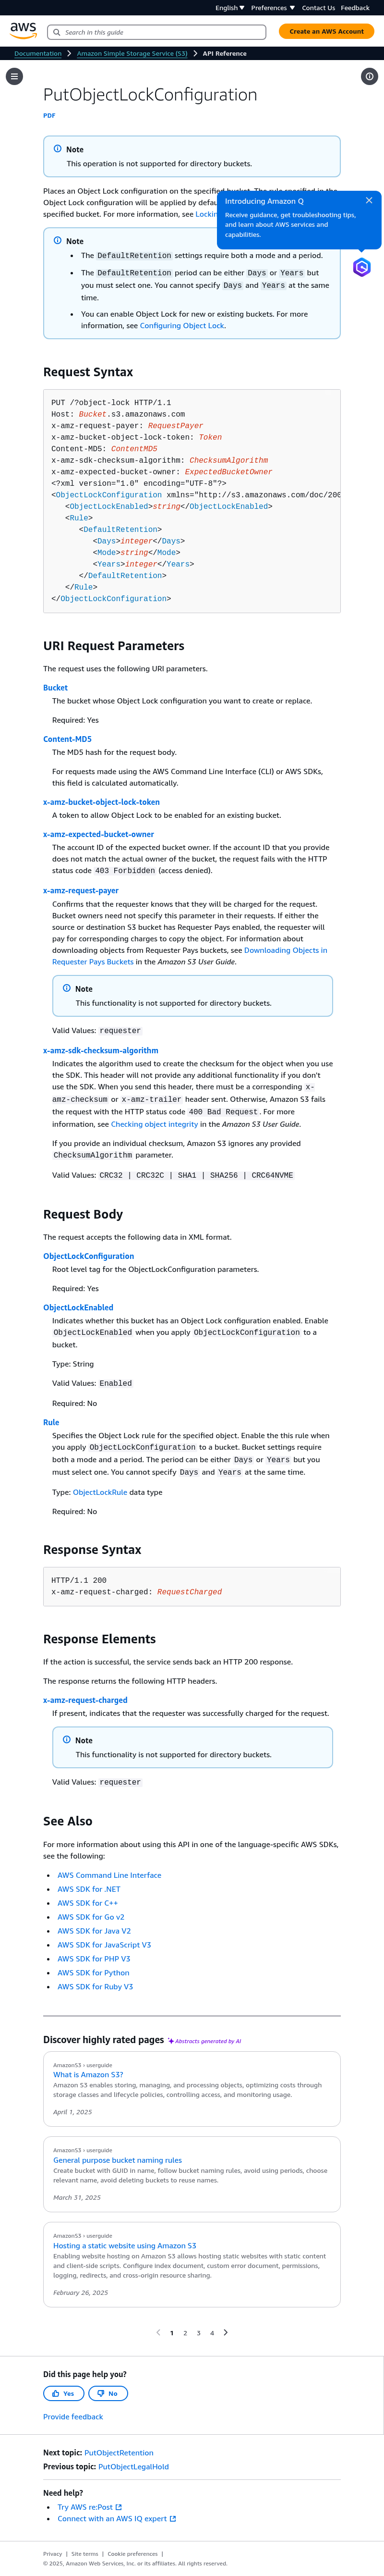 English Preferences Contact Us Feedback
aws
Search in this guide
Create an AWS Account
Documentation Amazon Simple Storage Service (S3) API Reference
PutObjectLockConfiguration
PDF
Note
This operation is not supported for directory buckets.
Places an Object Lock configuration on the specified bucket. The rule specified in the
Object Lock configuration will be applied by defau
specified bucket. For more information, see Lockin
Introducing Amazon Q
Receive guidance, get troubleshooting tips,
and learn about AWS services and
capabilities.
Note
• The DefaultRetention settings require both a mode and a period.
• The DefaultRetention period can be either Days or Years but
you must select one. You cannot specify Days and Years at the same
time.
• You can enable Object Lock for new or existing buckets. For more
information, see Configuring Object Lock.
Request Syntax
PUT /?object-lock HTTP/1.1
Host: Bucket.s3.amazonaws.com
x-amz-request-payer: RequestPayer
x-amz-bucket-object-lock-token: Token
Content-MD5: ContentMD5
x-amz-sdk-checksum-algorithm: ChecksumAlgorithm
x-amz-expected-bucket-owner: ExpectedBucketOwner
<?xml version="1.0" encoding="UTF-8"?>
<ObjectLockConfiguration xmlns="http://s3.amazonaws.com/doc/200
<ObjectLockEnabled>string</ObjectLockEnabled>
<Rule>
<DefaultRetention>
<Days>integer</Days>
<Mode>string</Mode>
<Years>integer</Years>
</DefaultRetention>
</Rule>
</ObjectLockConfiguration>
URI Request Parameters
The request uses the following URI parameters.
Bucket
The bucket whose Object Lock configuration you want to create or replace.
Required: Yes
Content-MD5
The MD5 hash for the request body.
For requests made using the AWS Command Line Interface (CLI) or AWS SDKs,
this field is calculated automatically.
x-amz-bucket-object-lock-token
A token to allow Object Lock to be enabled for an existing bucket.
x-amz-expected-bucket-owner
The account ID of the expected bucket owner. If the account ID that you provide
does not match the actual owner of the bucket, the request fails with the HTTP
status code 403 Forbidden (access denied).
x-amz-request-payer
Confirms that the requester knows that they will be charged for the request.
Bucket owners need not specify this parameter in their requests. If either the
source or destination S3 bucket has Requester Pays enabled, the requester will
pay for corresponding charges to copy the object. For information about
downloading objects from Requester Pays buckets, see Downloading Objects in
Requester Pays Buckets in the Amazon S3 User Guide.
Note
This functionality is not supported for directory buckets.
Valid Values: requester
x-amz-sdk-checksum-algorithm
Indicates the algorithm used to create the checksum for the object when you use
the SDK. This header will not provide any additional functionality if you don't
use the SDK. When you send this header, there must be a corresponding x-
amz-checksum or x-amz-trailer header sent. Otherwise, Amazon S3 fails
the request with the HTTP status code 400 Bad Request. For more
information, see Checking object integrity in the Amazon S3 User Guide.
If you provide an individual checksum, Amazon S3 ignores any provided
ChecksumAlgorithm parameter.
Valid Values: CRC32 | CRC32C | SHA1 | SHA256 | CRC64NVME
Request Body
The request accepts the following data in XML format.
ObjectLockConfiguration
Root level tag for the ObjectLockConfiguration parameters.
Required: Yes
ObjectLockEnabled
Indicates whether this bucket has an Object Lock configuration enabled. Enable
ObjectLockEnabled when you apply ObjectLockConfiguration to a
bucket.
Type: String
Valid Values: Enabled
Required: No
Rule
Specifies the Object Lock rule for the specified object. Enable the this rule when
you apply ObjectLockConfiguration to a bucket. Bucket settings require
both a mode and a period. The period can be either Days or Years but you
must select one. You cannot specify Days and Years at the same time.
Type: ObjectLockRule data type
Required: No
Response Syntax
HTTP/1.1 200
x-amz-request-charged: RequestCharged
Response Elements
If the action is successful, the service sends back an HTTP 200 response.
The response returns the following HTTP headers.
x-amz-request-charged
If present, indicates that the requester was successfully charged for the request.
Note
This functionality is not supported for directory buckets.
Valid Values: requester
See Also
For more information about using this API in one of the language-specific AWS SDKs,
see the following:
• AWS Command Line Interface
• AWS SDK for .NET
• AWS SDK for C++
• AWS SDK for Go v2
• AWS SDK for Java V2
• AWS SDK for JavaScript V3
• AWS SDK for PHP V3
• AWS SDK for Python
• AWS SDK for Ruby V3
Discover highly rated pages Abstracts generated by AI
AmazonS3 › userguide
What is Amazon S3?
Amazon S3 enables storing, managing, and processing objects, optimizing costs through
storage classes and lifecycle policies, controlling access, and monitoring usage.
April 1, 2025
AmazonS3 › userguide
General purpose bucket naming rules
Create bucket with GUID in name, follow bucket naming rules, avoid using periods, choose
relevant name, avoid deleting buckets to reuse names.
March 31, 2025
AmazonS3 › userguide
Hosting a static website using Amazon S3
Enabling website hosting on Amazon S3 allows hosting static websites with static content
and client-side scripts. Configure index document, custom error document, permissions,
logging, redirects, and cross-origin resource sharing.
February 26, 2025
1 2 3 4
Did this page help you?
Yes No
Provide feedback
Next topic: PutObjectRetention
Previous topic: PutObjectLegalHold
Need help?
• Try AWS re:Post
• Connect with an AWS IQ expert
Privacy | Site terms | Cookie preferences |
© 2025, Amazon Web Services, Inc. or its affiliates. All rights reserved.